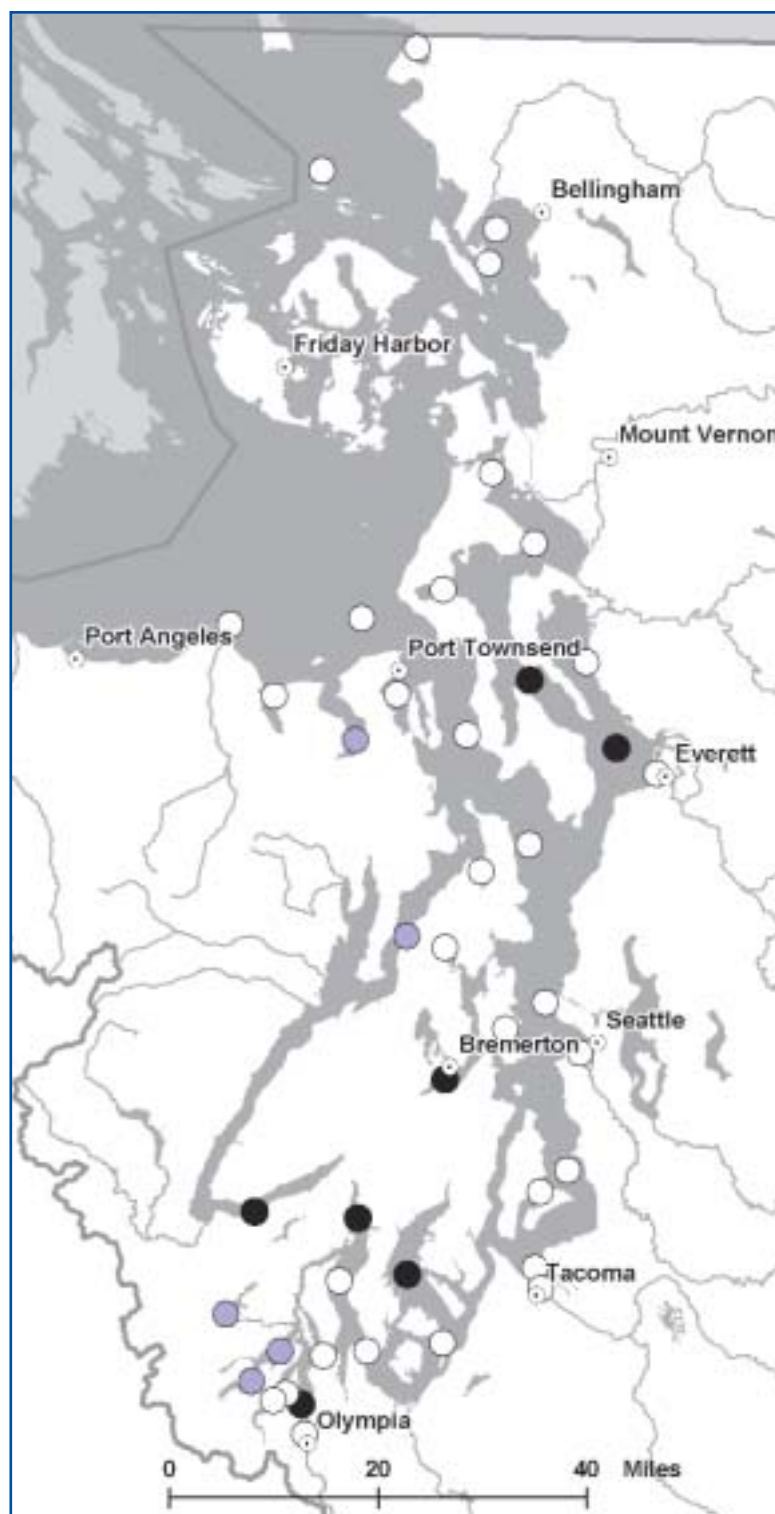 Bellingham
Friday Harbor
Mount Vernon
Port Angeles
Port Townsend
Everett
Seattle
Bremerton
Tacoma
Olympia
0 20 40 Miles